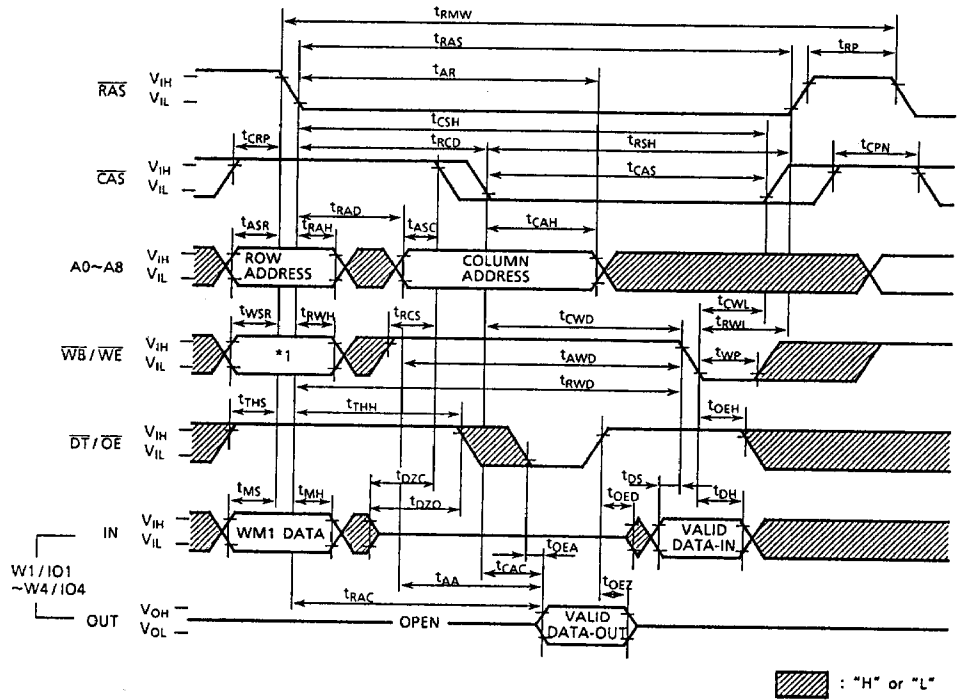 tRMW
tRAS
tRP
tAR
RAS
VIH
VIL
tCSH
tCRP
tRCD
tRSH
tCPN
CAS
VIH
VIL
tCAS
tRAD
tASR
tRAH
tASC
tCAH
A0~A8
VIH
VIL
ROW
ADDRESS
COLUMN
ADDRESS
tCWL
tWSR
tRWH
tRCS
tCWD
tRWL
WB/WE
VIH
VIL
*1
tAWD
tWP
tRWD
tTHS
tTHH
tOEH
DT/OE
VIH
VIL
tDZC
tDS
tMS
tMH
tDZO
tOED
tDH
IN
VIH
VIL
WM1 DATA
VALID
DATA-IN
tOEA
W1/IO1
~W4/IO4
tCAC
tAA
tOEZ
tRAC
OUT
VOH
VOL
OPEN
VALID
DATA-OUT
: "H" or "L"